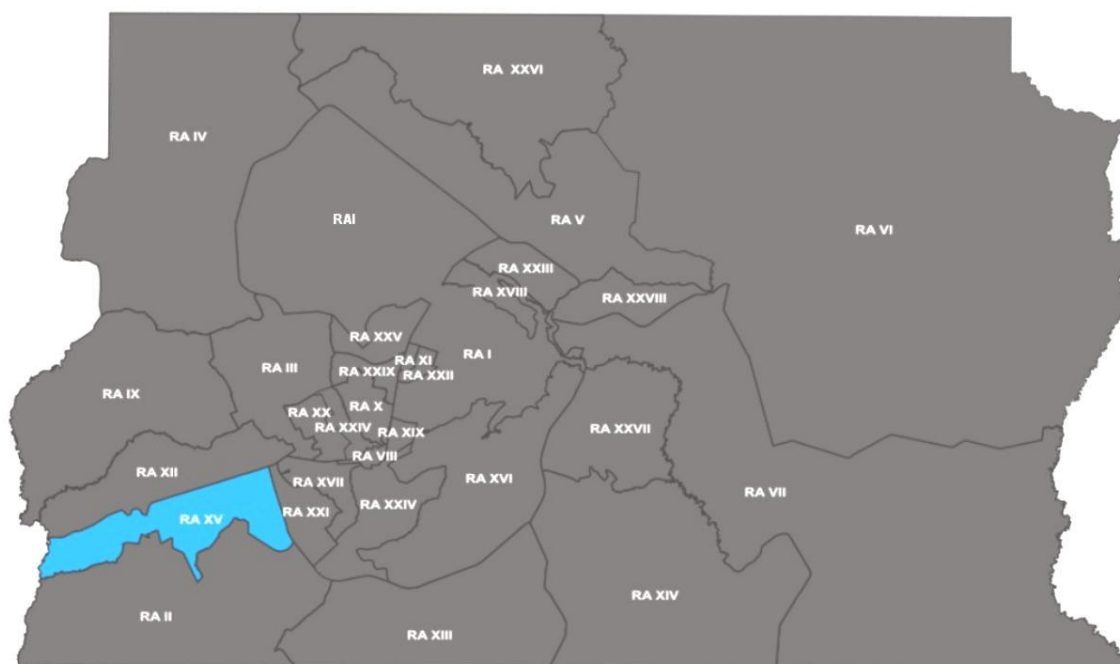 RA XXVI
RA IV
RAI
RA V
RA VI
RA XXIII
RA XVIII
RA XXVIII
RA XXV
RA I
RA XI
RA III
RA XXIX
RA XXII
RA IX
RA X
RA XX
RA XXIV
RA XIX
RA XXVII
RA VIII
RA XII
RA XVII
RA XVI
RA VII
RA XXIV
RA XXI
RA XV
RA XIV
RA II
RA XIII